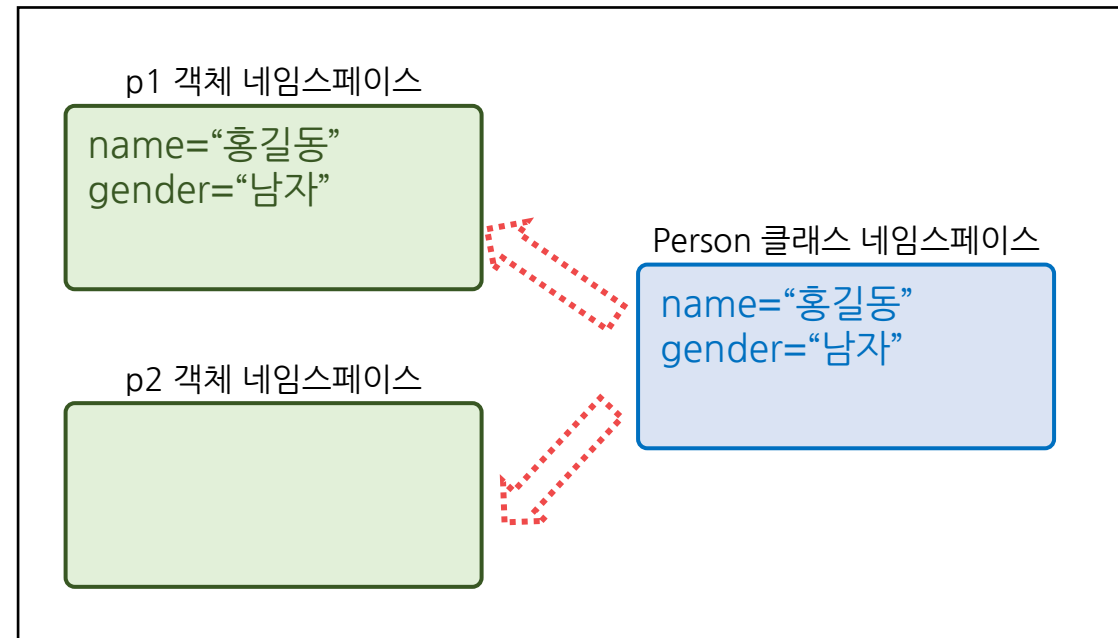 p1 객체 네임스페이스
name=“홍길동”
gender=“남자”
Person 클래스 네임스페이스
name=“홍길동”
gender=“남자”
p2 객체 네임스페이스